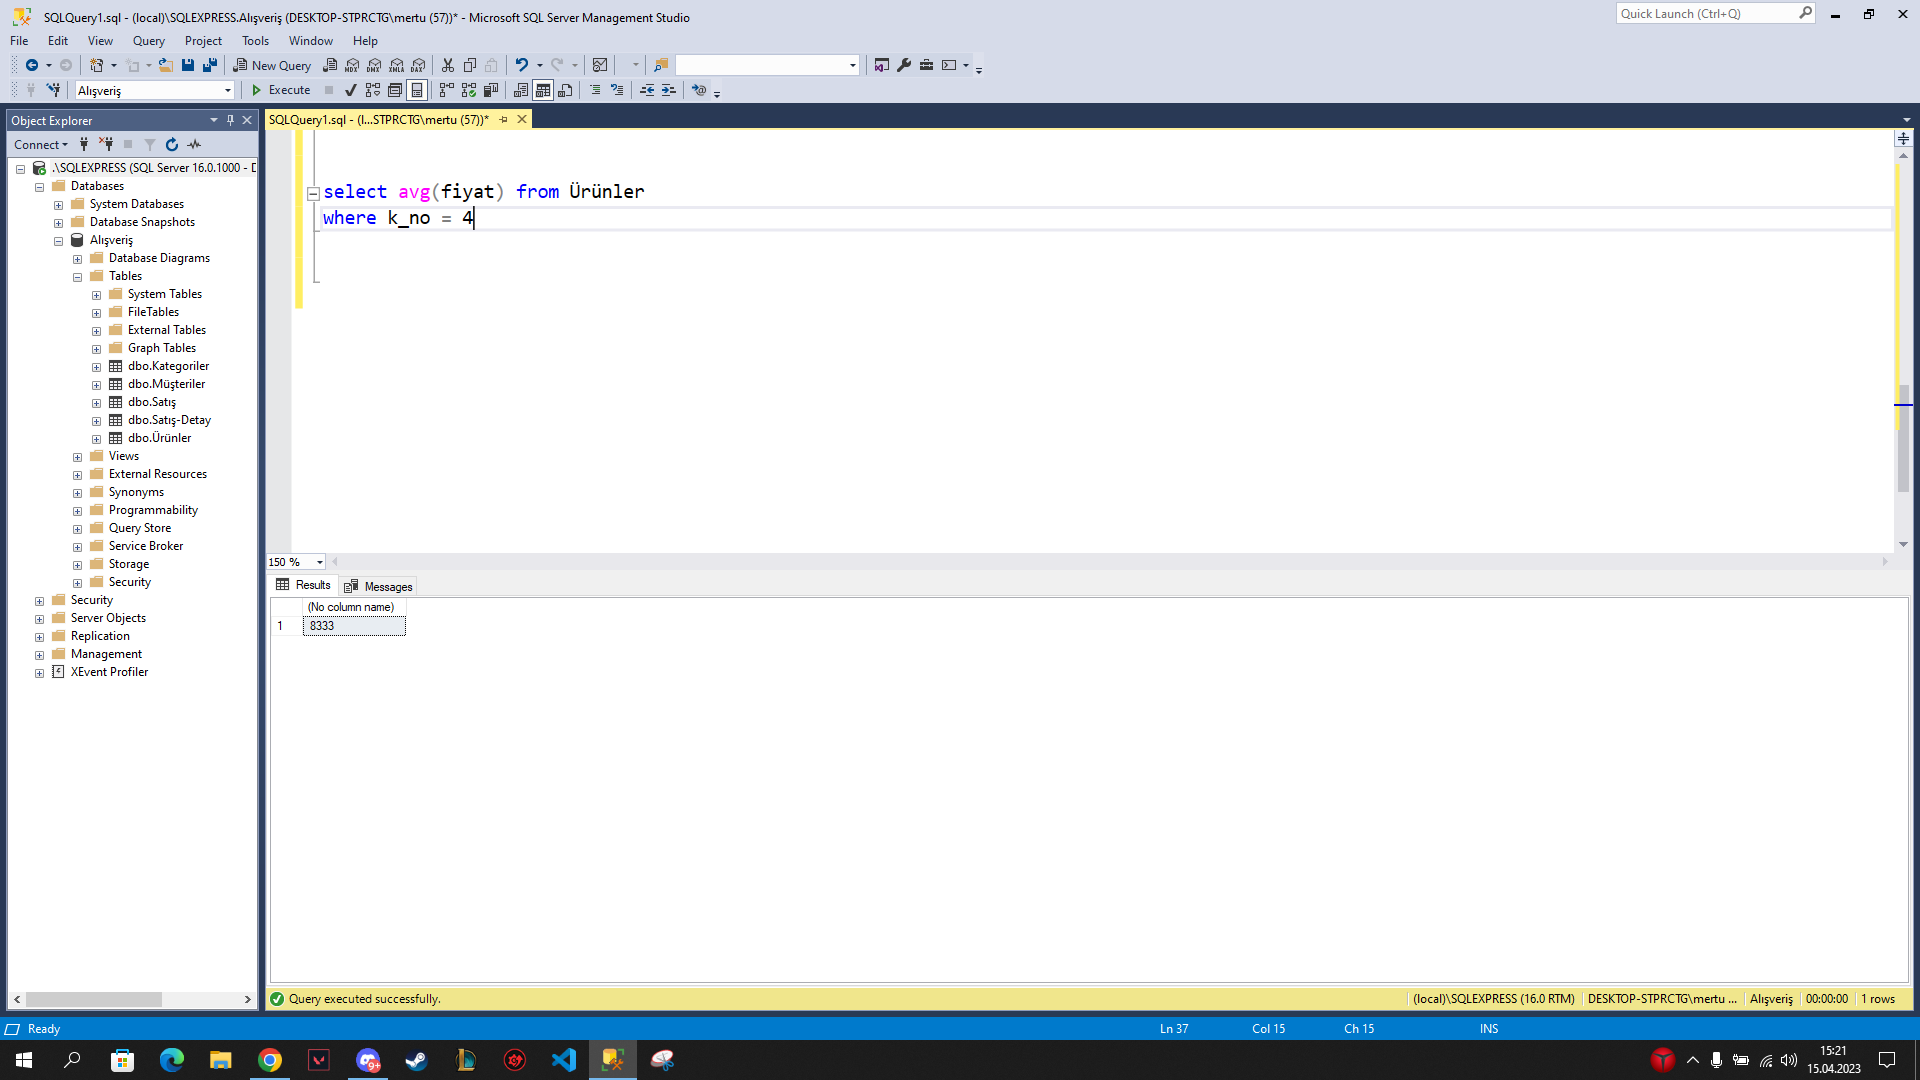 SQLQuery1.sql - (local)\SQLEXPRESS.Alışveriş (DESKTOP-STPRCTG\mertu (57))* - Microsoft SQL Server Management Studio
Quick Launch (Ctrl+Q)
File Edit View Query Project Tools Window Help
New Query
MDX DMX XMLA DAX
Alışveriş
Execute
Object Explorer
SQLQuery1.sql - (l...STPRCTG\mertu (57))*
Connect
.\SQLEXPRESS (SQL Server 16.0.1000 - D
Databases
System Databases
Database Snapshots
Alışveriş
Database Diagrams
Tables
System Tables
FileTables
External Tables
Graph Tables
dbo.Kategoriler
dbo.Müşteriler
dbo.Satış
dbo.Satış-Detay
dbo.Ürünler
Views
External Resources
Synonyms
Programmability
Query Store
Service Broker
Storage
Security
Security
Server Objects
Replication
Management
XEvent Profiler
select avg(fiyat) from Ürünler
where k_no = 4
150 %
Results Messages
(No column name)
1 8333
Query executed successfully.
(local)\SQLEXPRESS (16.0 RTM) DESKTOP-STPRCTG\mertu ... Alışveriş 00:00:00 1 rows
Ready
Ln 37 Col 15 Ch 15 INS
9+
15:21
15.04.2023